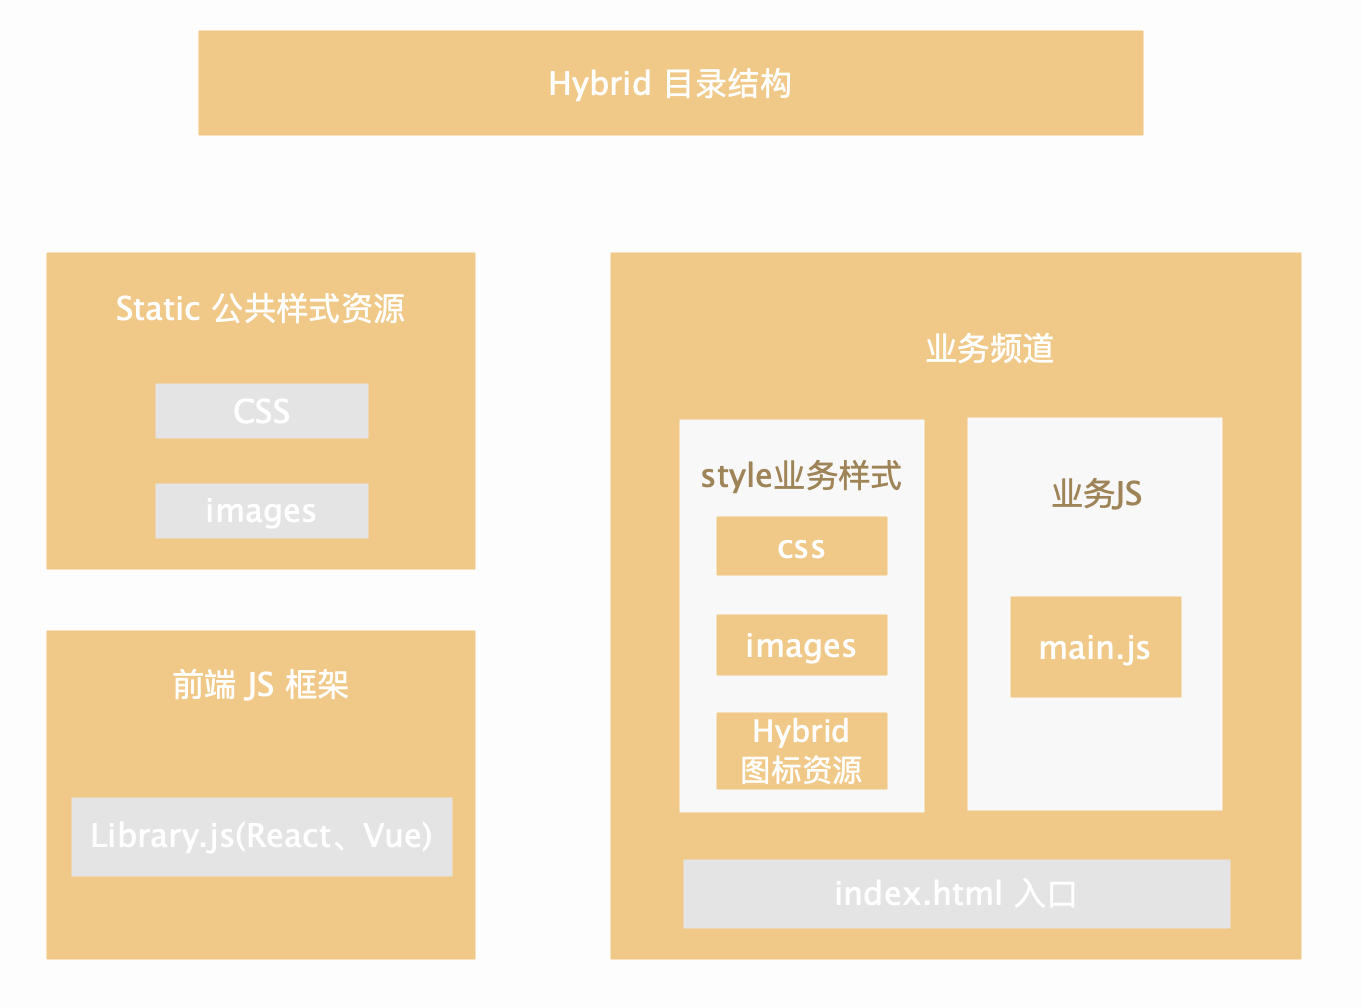 Hybrid 目录结构
Static 公共样式资源
CSS
images
前端 JS 框架
Library.js(React、Vue)
业务频道
style业务样式
css
images
Hybrid
图标资源
业务JS
main.js
index.html 入口